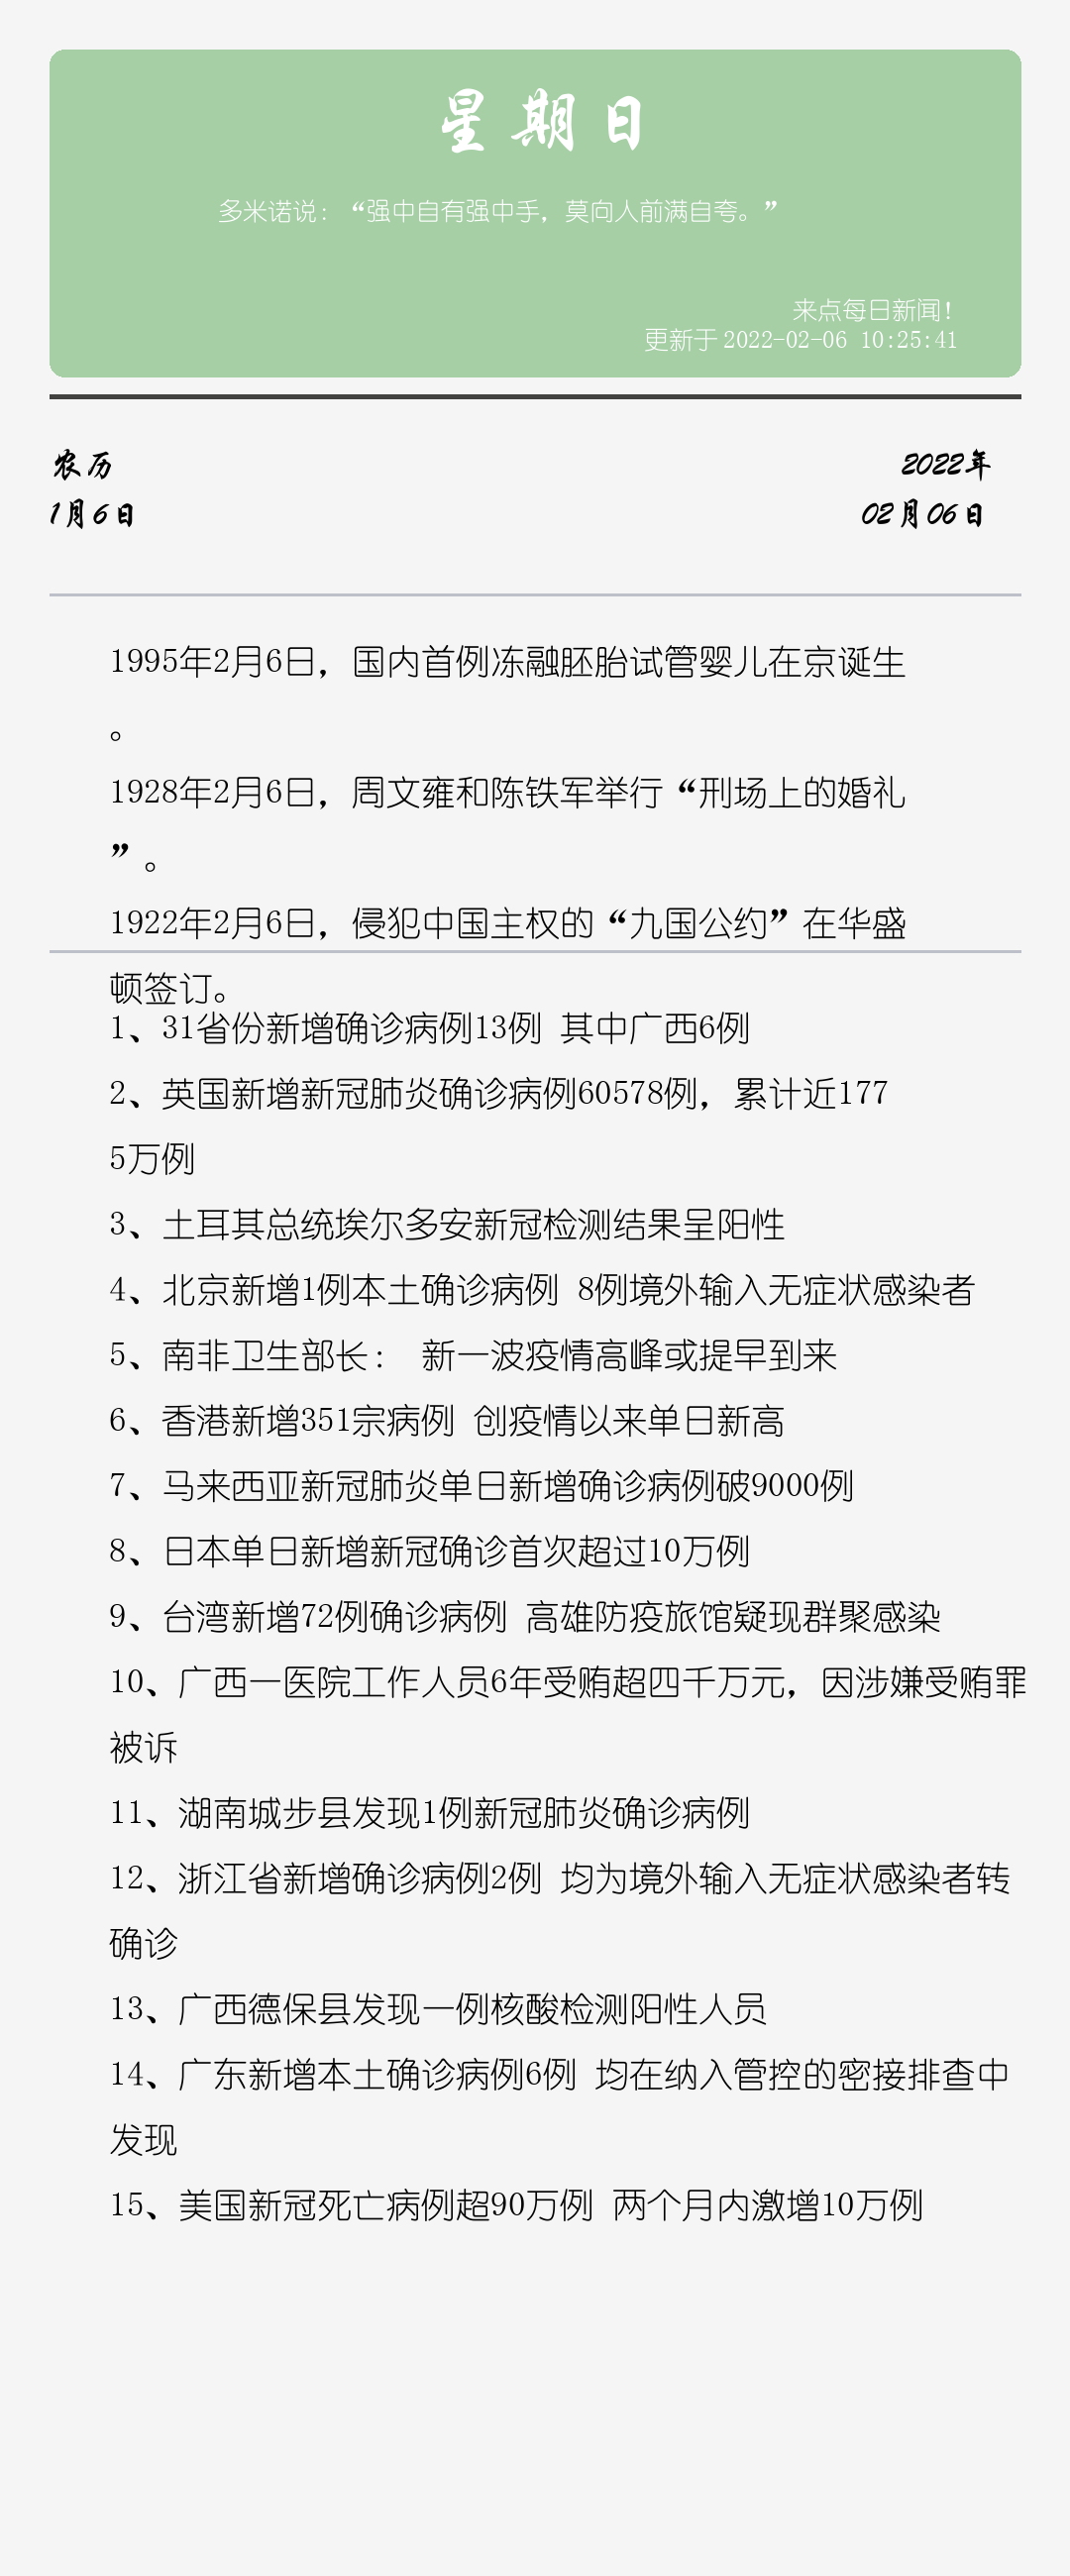 星期日
多米诺说：“强中自有强中手，莫向人前满自夸。”
来点每日新闻！
更新于2022-02-06 10:25:41
农历
2022年
1月6日
02月06日
1995年2月6日，国内首例冻融胚胎试管婴儿在京诞生
。
1928年2月6日，周文雍和陈铁军举行“刑场上的婚礼
”。
1922年2月6日，侵犯中国主权的“九国公约”在华盛
顿签订。
1、31省份新增确诊病例13例 其中广西6例
2、英国新增新冠肺炎确诊病例60578例，累计近177
5万例
3、土耳其总统埃尔多安新冠检测结果呈阳性
4、北京新增1例本土确诊病例 8例境外输入无症状感染者
5、南非卫生部长： 新一波疫情高峰或提早到来
6、香港新增351宗病例 创疫情以来单日新高
7、马来西亚新冠肺炎单日新增确诊病例破9000例
8、日本单日新增新冠确诊首次超过10万例
9、台湾新增72例确诊病例 高雄防疫旅馆疑现群聚感染
10、广西一医院工作人员6年受贿超四千万元，因涉嫌受贿罪
被诉
11、湖南城步县发现1例新冠肺炎确诊病例
12、浙江省新增确诊病例2例 均为境外输入无症状感染者转
确诊
13、广西德保县发现一例核酸检测阳性人员
14、广东新增本土确诊病例6例 均在纳入管控的密接排查中
发现
15、美国新冠死亡病例超90万例 两个月内激增10万例